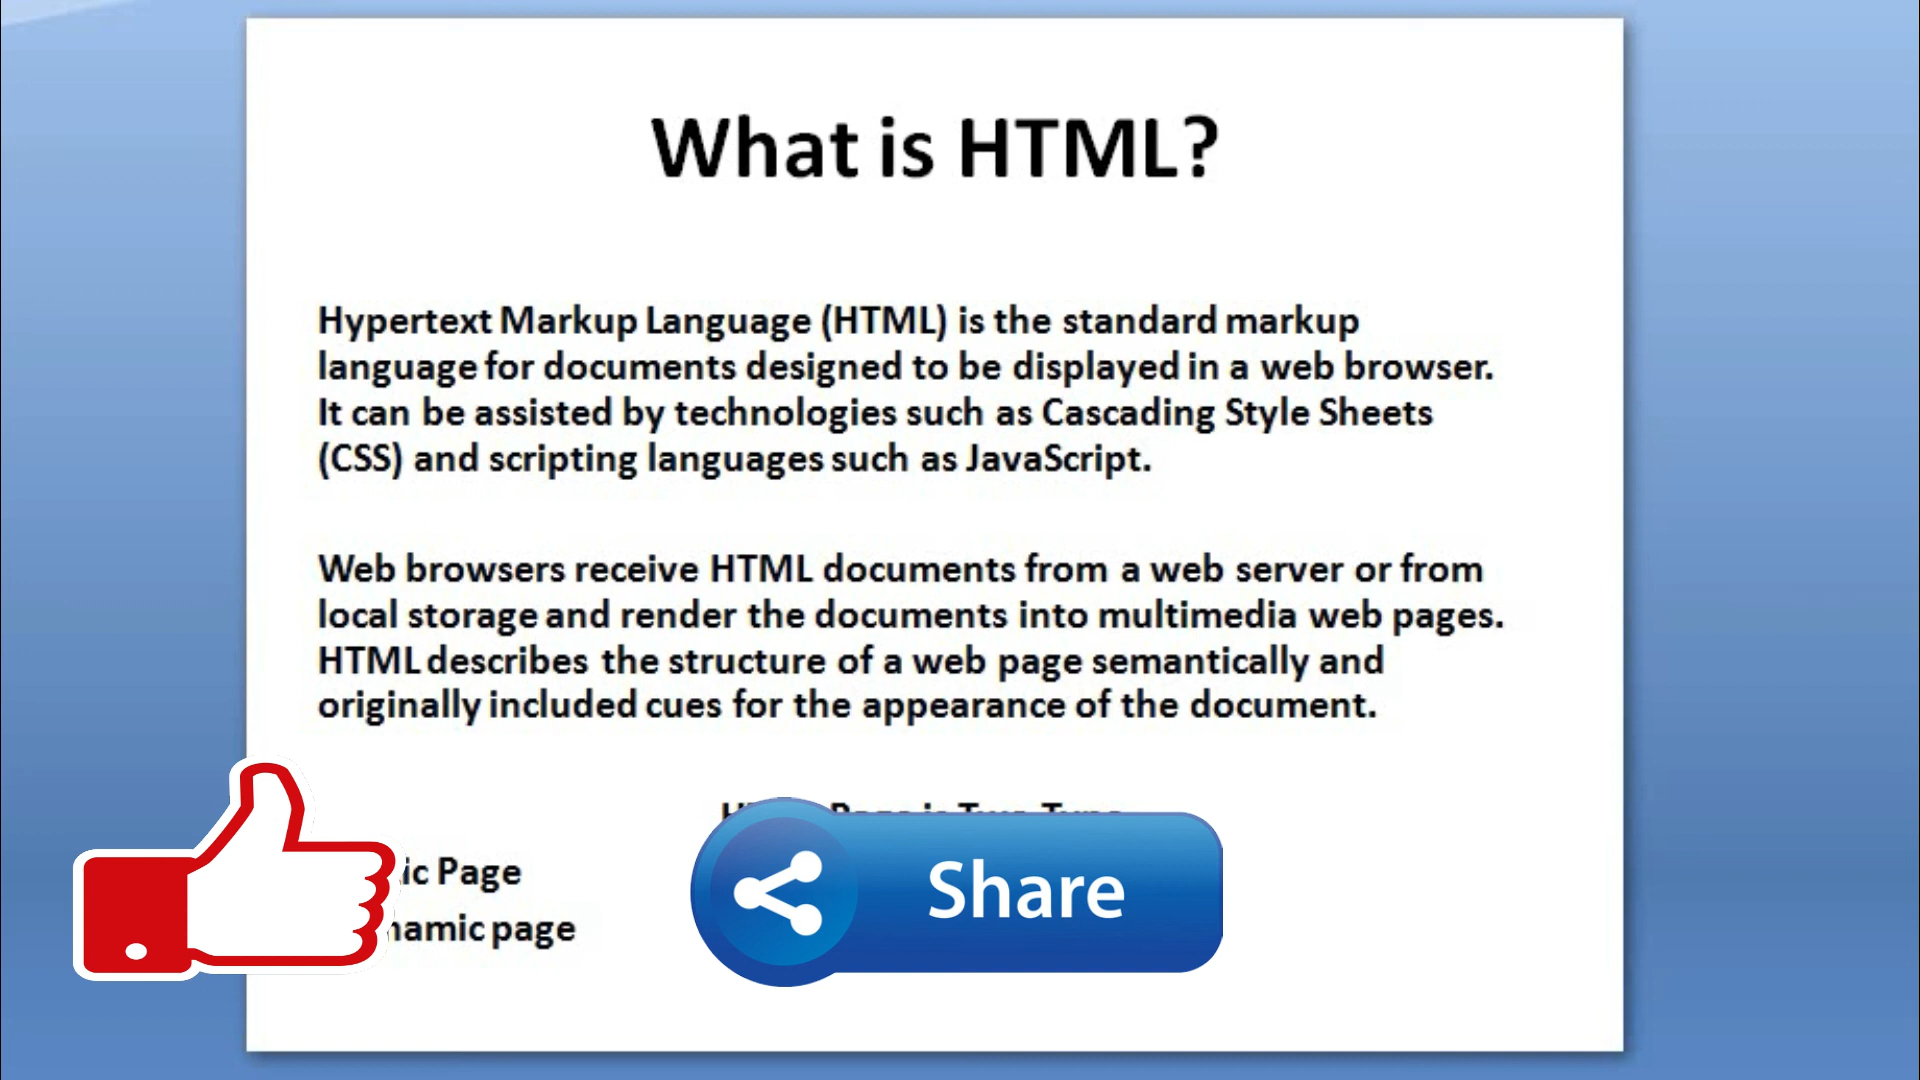 What is HTML?
Hypertext Markup Language (HTML) is the standard markup
language for documents designed to be displayed in a web browser.
It can be assisted by technologies such as Cascading Style Sheets
(CSS) and scripting languages such as JavaScript.
Web browsers receive HTML documents from a web server or from
local storage and render the documents into multimedia web pages.
HTML describes the structure of a web page semantically and
originally included cues for the appearance of the document.
Page is Two Type
Page
page
Share